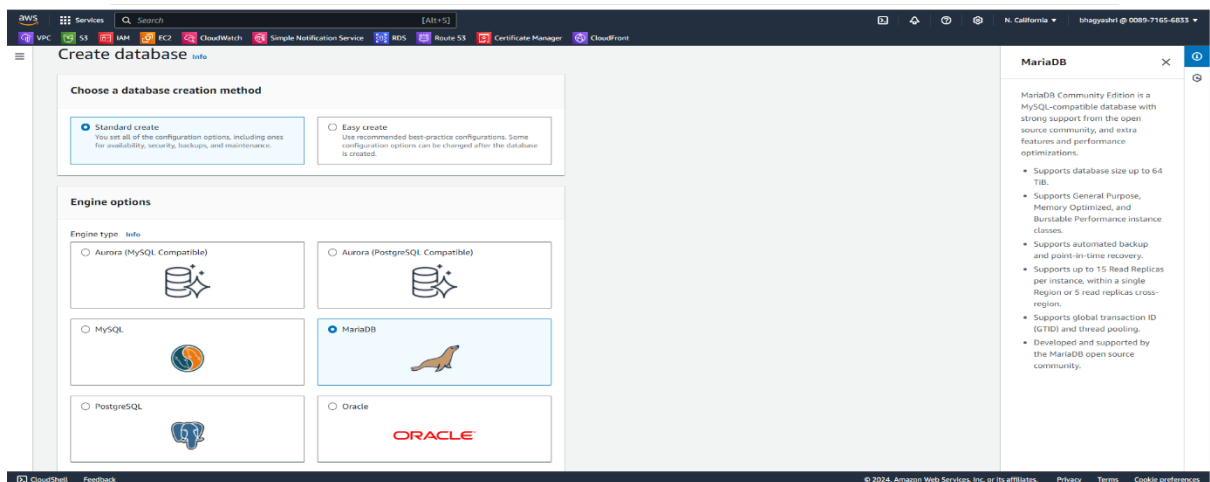 aws
Services
Search
[Alt+S]
N. California
bhagyashri @ 0089-7165-6833
VPC
S3
IAM
EC2
CloudWatch
Simple Notification Service
RDS
Route 53
Certificate Manager
CloudFront
Create database Info
Choose a database creation method
Standard create
You set all of the configuration options, including ones
for availability, security, backups, and maintenance.
Easy create
Use recommended best-practice configurations. Some
configuration options can be changed after the database
is created.
Engine options
Engine type Info
Aurora (MySQL Compatible)
Aurora (PostgreSQL Compatible)
MySQL
MariaDB
PostgreSQL
Oracle
ORACLE
MariaDB
MariaDB Community Edition is a
MySQL-compatible database with
strong support from the open
source community, and extra
features and performance
optimizations.
Supports database size up to 64
TiB.
Supports General Purpose,
Memory Optimized, and
Burstable Performance instance
classes.
Supports automated backup
and point-in-time recovery.
Supports up to 15 Read Replicas
per instance, within a single
Region or 5 read replicas cross-
region.
Supports global transaction ID
(GTID) and thread pooling.
Developed and supported by
the MariaDB open source
community.
CloudShell
Feedback
© 2024, Amazon Web Services, Inc. or its affiliates.
Privacy
Terms
Cookie preferences